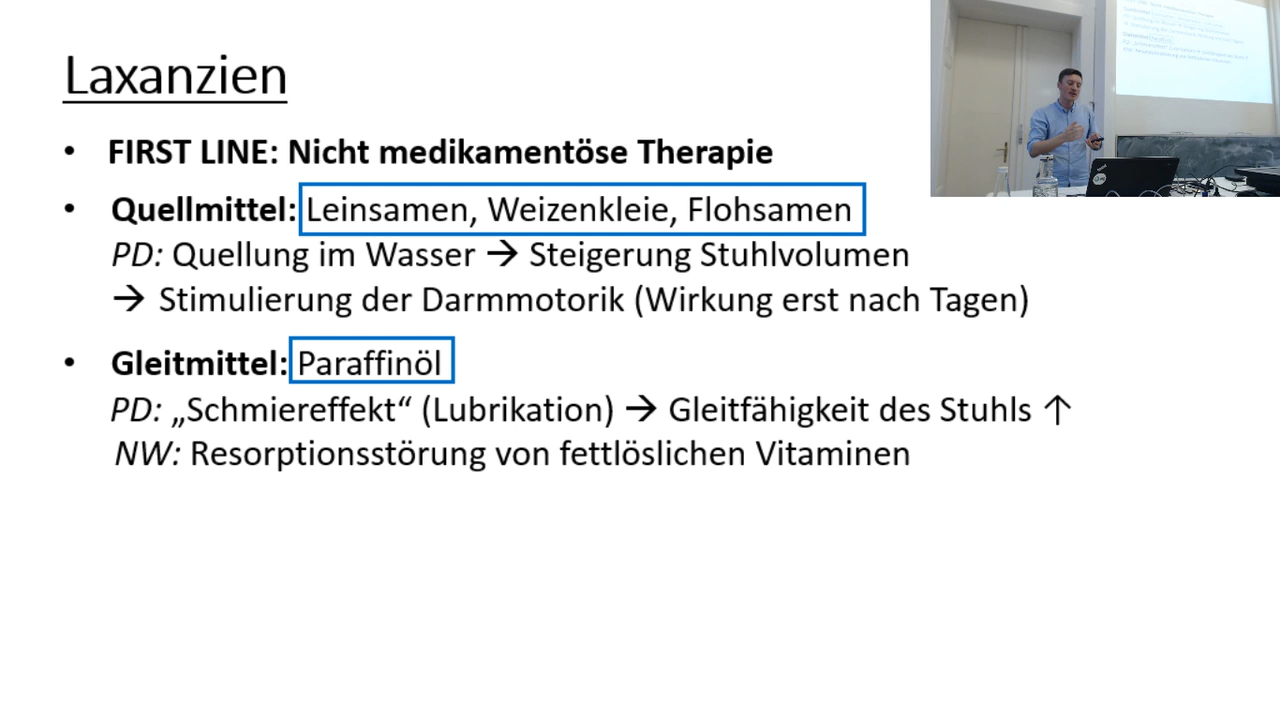 Laxanzien
• FIRST LINE: Nicht medikamentöse Therapie
• Quellmittel: Leinsamen, Weizenkleie, Flohsamen
PD: Quellung im Wasser → Steigerung Stuhlvolumen
→ Stimulierung der Darmmotorik (Wirkung erst nach Tagen)
• Gleitmittel: Paraffinöl
PD: „Schmiereffekt“ (Lubrikation) → Gleitfähigkeit des Stuhls ↑
NW: Resorptionsstörung von fettlöslichen Vitaminen